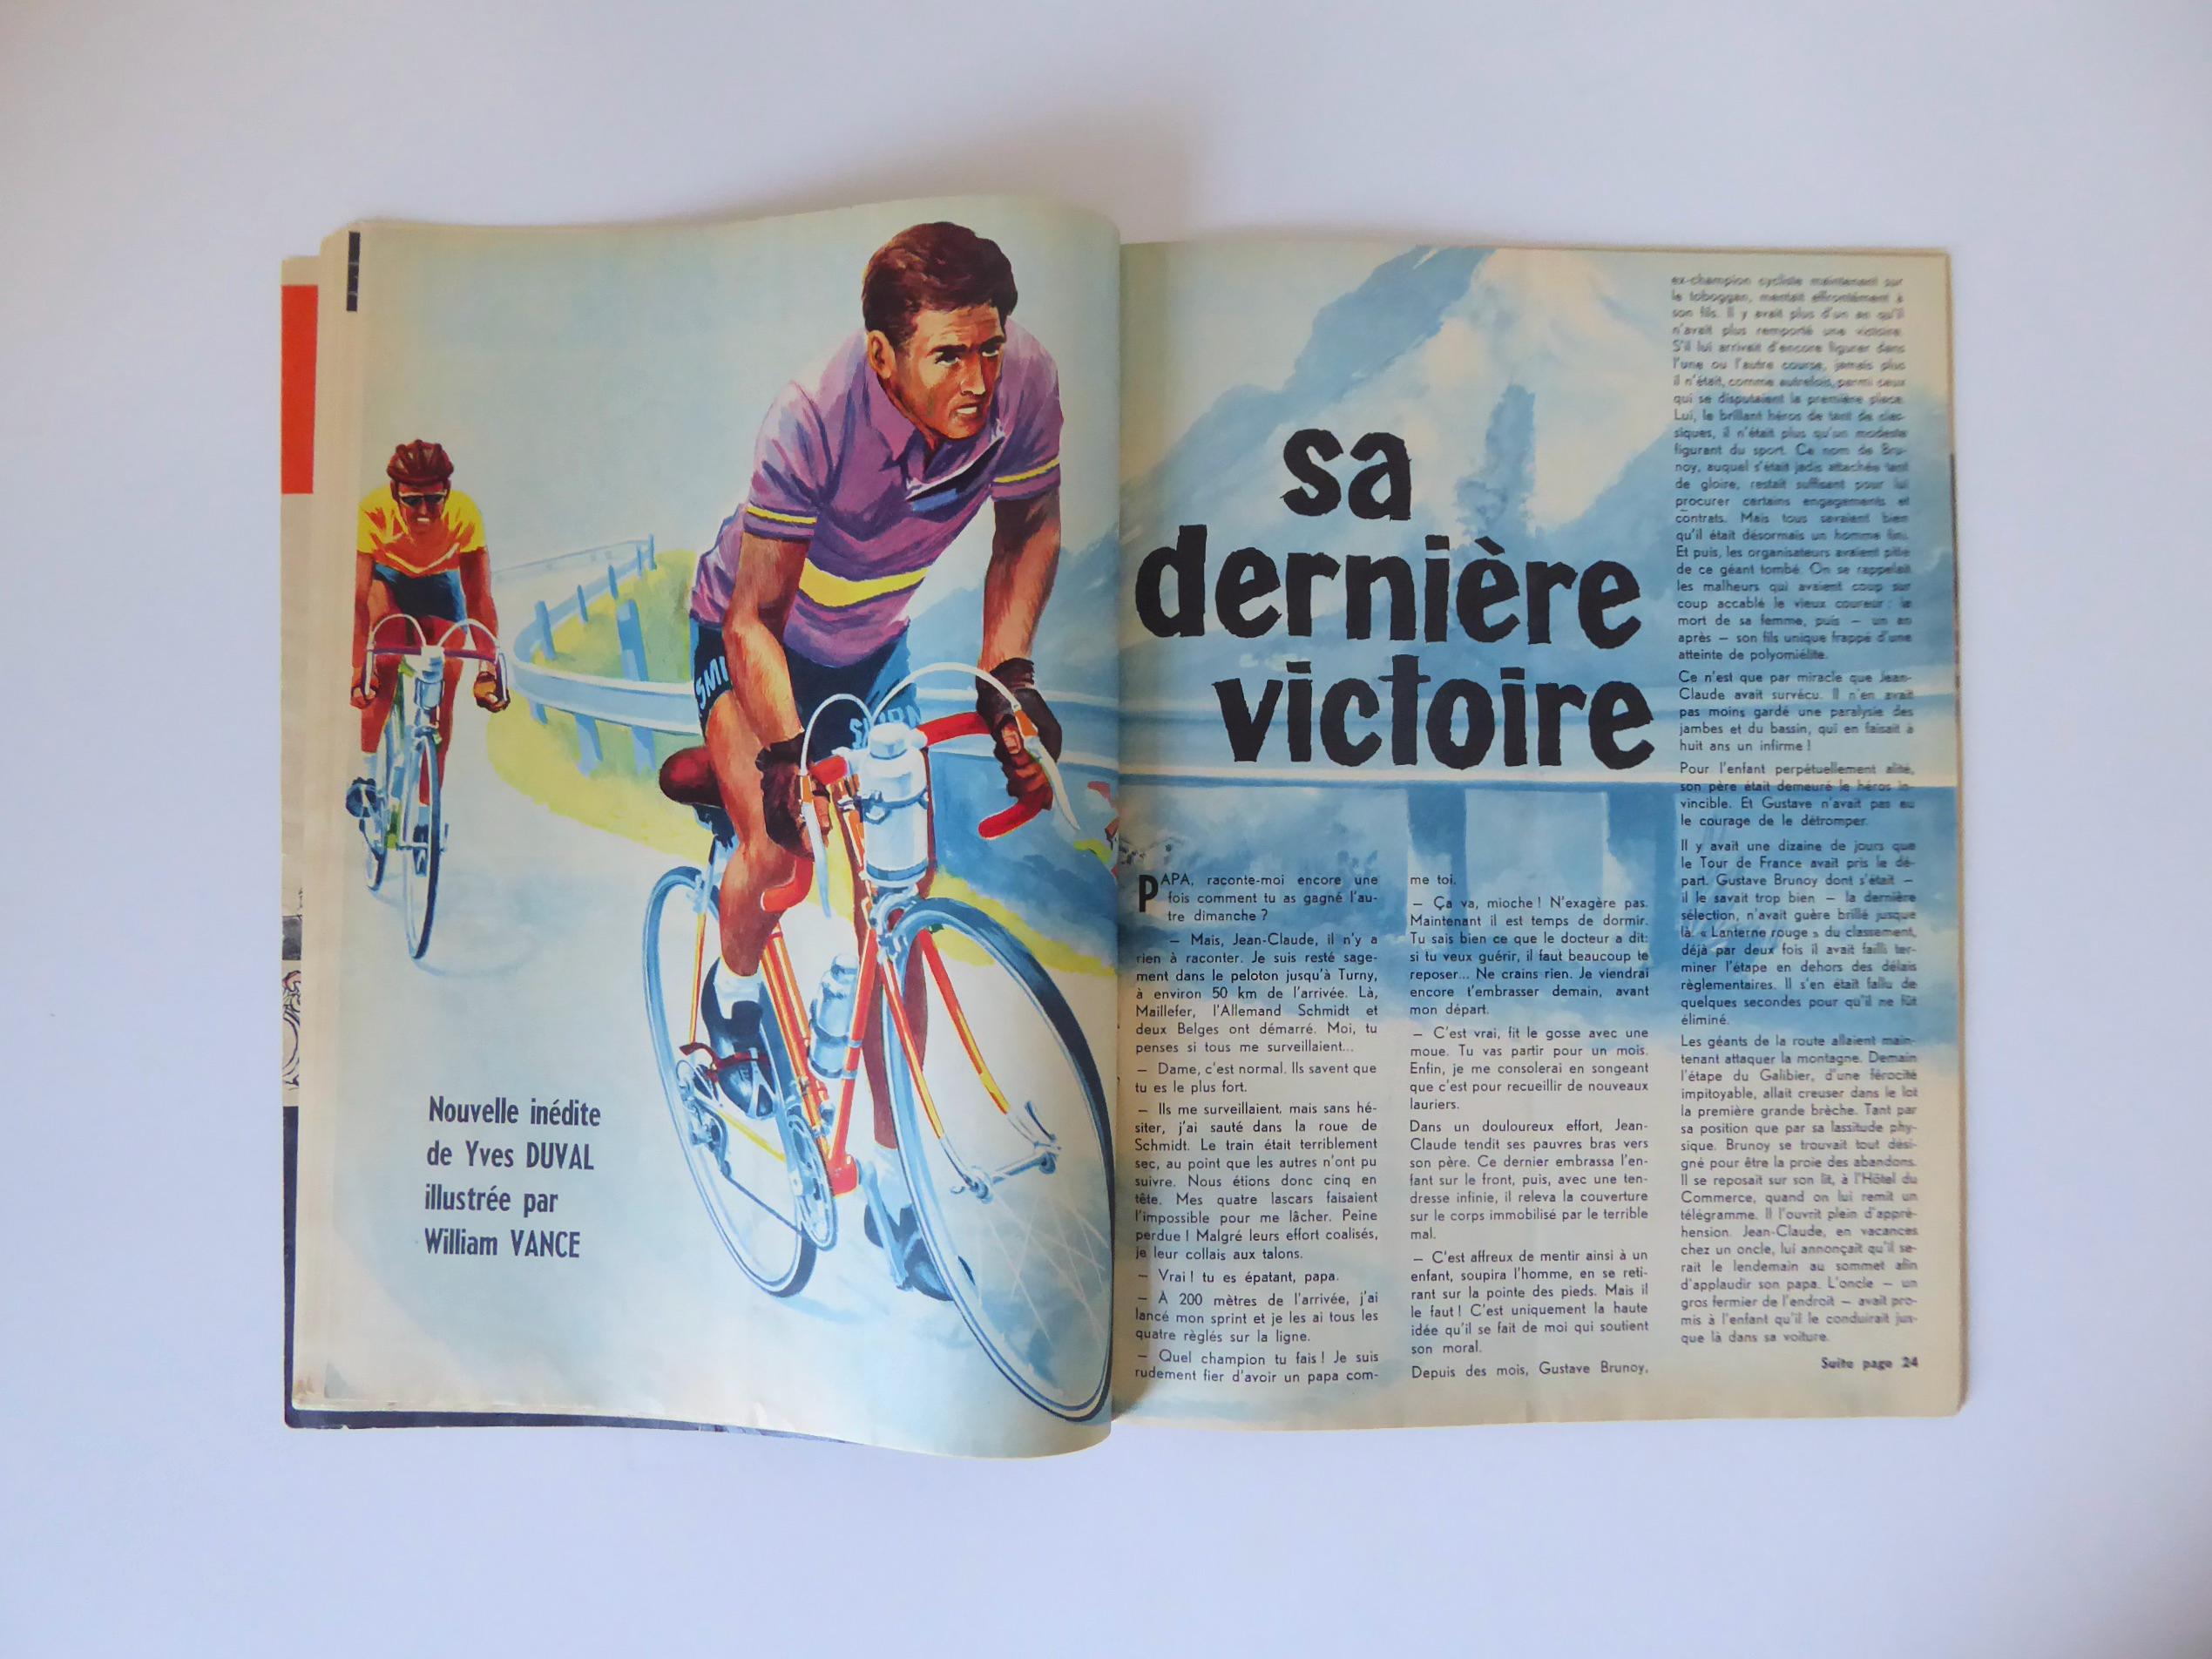 Nouvelle inédite
de Yves DUVAL
illustrée par
William VANCE
SMI
sa
dernière
victoire
PAPA, raconte-moi encore une
fois comment tu as gagné l'au-
tre dimanche ?
— Mais, Jean-Claude, il n'y a
rien à raconter. Je suis resté sage-
ment dans le peloton jusqu'à Turny,
à environ 50 km de l'arrivée. Là,
Maillefer, l'Allemand Schmidt et
deux Belges ont démarré. Moi, tu
penses si tous me surveillaient...
— Dame, c'est normal. Ils savent que
tu es le plus fort.
— Ils me surveillaient. mais sans hé-
siter, j'ai sauté dans la roue de
Schmidt. Le train était terriblement
sec, au point que les autres n'ont pu
suivre. Nous étions donc cinq en
tête. Mes quatre lascars faisaient
l'impossible pour me lâcher. Peine
perdue ! Malgré leurs effort coalisés,
je leur collais aux talons.
— Vrai ! tu es épatant, papa.
— A 200 mètres de l'arrivée, j'ai
lancé mon sprint et je les ai tous les
quatre règlés sur la ligne.
— Quel champion tu fais ! Je suis
rudement fier d'avoir un papa com-
me toi.
— Ça va, mioche ! N'exagère pas.
Maintenant il est temps de dormir.
Tu sais bien ce que le docteur a dit:
si tu veux guérir, il faut beaucoup te
reposer... Ne crains rien. Je viendrai
encore t'embrasser demain, avant
mon départ.
— C'est vrai, fit le gosse avec une
moue. Tu vas partir pour un mois.
Enfin, je me consolerai en songeant
que c'est pour recueillir de nouveaux
lauriers.
Dans un douloureux effort, Jean-
Claude tendit ses pauvres bras vers
son père. Ce dernier embrassa l'en-
fant sur le front, puis, avec une ten-
dresse infinie, il releva la couverture
sur le corps immobilisé par le terrible
mal.
— C'est affreux de mentir ainsi à un
enfant, soupira l'homme, en se reti-
rant sur la pointe des pieds. Mais il
le faut ! C'est uniquement la haute
idée qu'il se fait de moi qui soutient
son moral.
Depuis des mois, Gustave Brunoy,
ex-champion cycliste maintenant sur
le toboggan, mentait effrontément à
son fils. Il y avait plus d'un an qu'il
n'avait plus remporté une victoire.
S'il lui arrivait d'encore figurer dans
l'une ou l'autre course, jamais plus
il n'était, comme autrefois, parmi ceux
qui se disputaient la première place.
Lui, le brillant héros de tant de clas-
siques, il n'était plus qu'un modeste
figurant du sport. Ce nom de Bru-
noy, auquel s'était jadis attachée tant
de gloire, restait suffisant pour lui
procurer certains engagements et
contrats. Mais tous savaient bien
qu'il était désormais un homme fini.
Et puis, les organisateurs avaient pitié
de ce géant tombé. On se rappelait
les malheurs qui avaient coup sur
coup accablé le vieux coureur : la
mort de sa femme, puis — un an
après — son fils unique frappé d'une
atteinte de polyomiélite.
Ce n'est que par miracle que Jean-
Claude avait survécu. Il n'en avait
pas moins gardé une paralysie des
jambes et du bassin, qui en faisait à
huit ans un infirme !
Pour l'enfant perpétuellement alité,
son père était demeuré le héros in-
vincible. Et Gustave n'avait pas eu
le courage de le détromper.
Il y avait une dizaine de jours que
le Tour de France avait pris le dé-
part. Gustave Brunoy dont s'était —
il le savait trop bien — la dernière
sélection, n'avait guère brillé jusque
là. « Lanterne rouge » du classement,
déjà par deux fois il avait failli ter-
miner l'étape en dehors des délais
règlementaires. Il s'en était fallu de
quelques secondes pour qu'il ne fût
éliminé.
Les géants de la route allaient main-
tenant attaquer la montagne. Demain
l'étape du Galibier, d'une férocité
impitoyable, allait creuser dans le lot
la première grande brèche. Tant par
sa position que par sa lassitude phy-
sique. Brunoy se trouvait tout dési-
gné pour être la proie des abandons.
Il se reposait sur son lit, à l'Hôtel du
Commerce, quand on lui remit un
télégramme. Il l'ouvrit plein d'appré-
hension. Jean-Claude, en vacances
chez un oncle, lui annonçait qu'il se-
rait le lendemain au sommet afin
d'applaudir son papa. L'oncle — un
gros fermier de l'endroit — avait pro-
mis à l'enfant qu'il le conduirait jus-
que là dans sa voiture.
Suite page 24